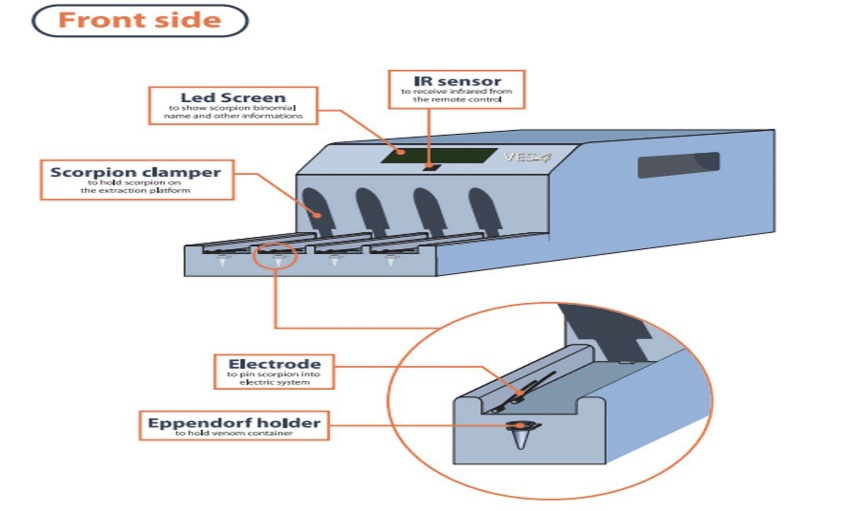 Front side
IR sensor
to receive infrared from
the remote control
Led Screen
to show scorpion binomial
name and other informations
VES-4
Scorpion clamper
to hold scorpion on
the extraction platform
Electrode
to pin scorpion into
electric system
Eppendorf holder
to hold venom container